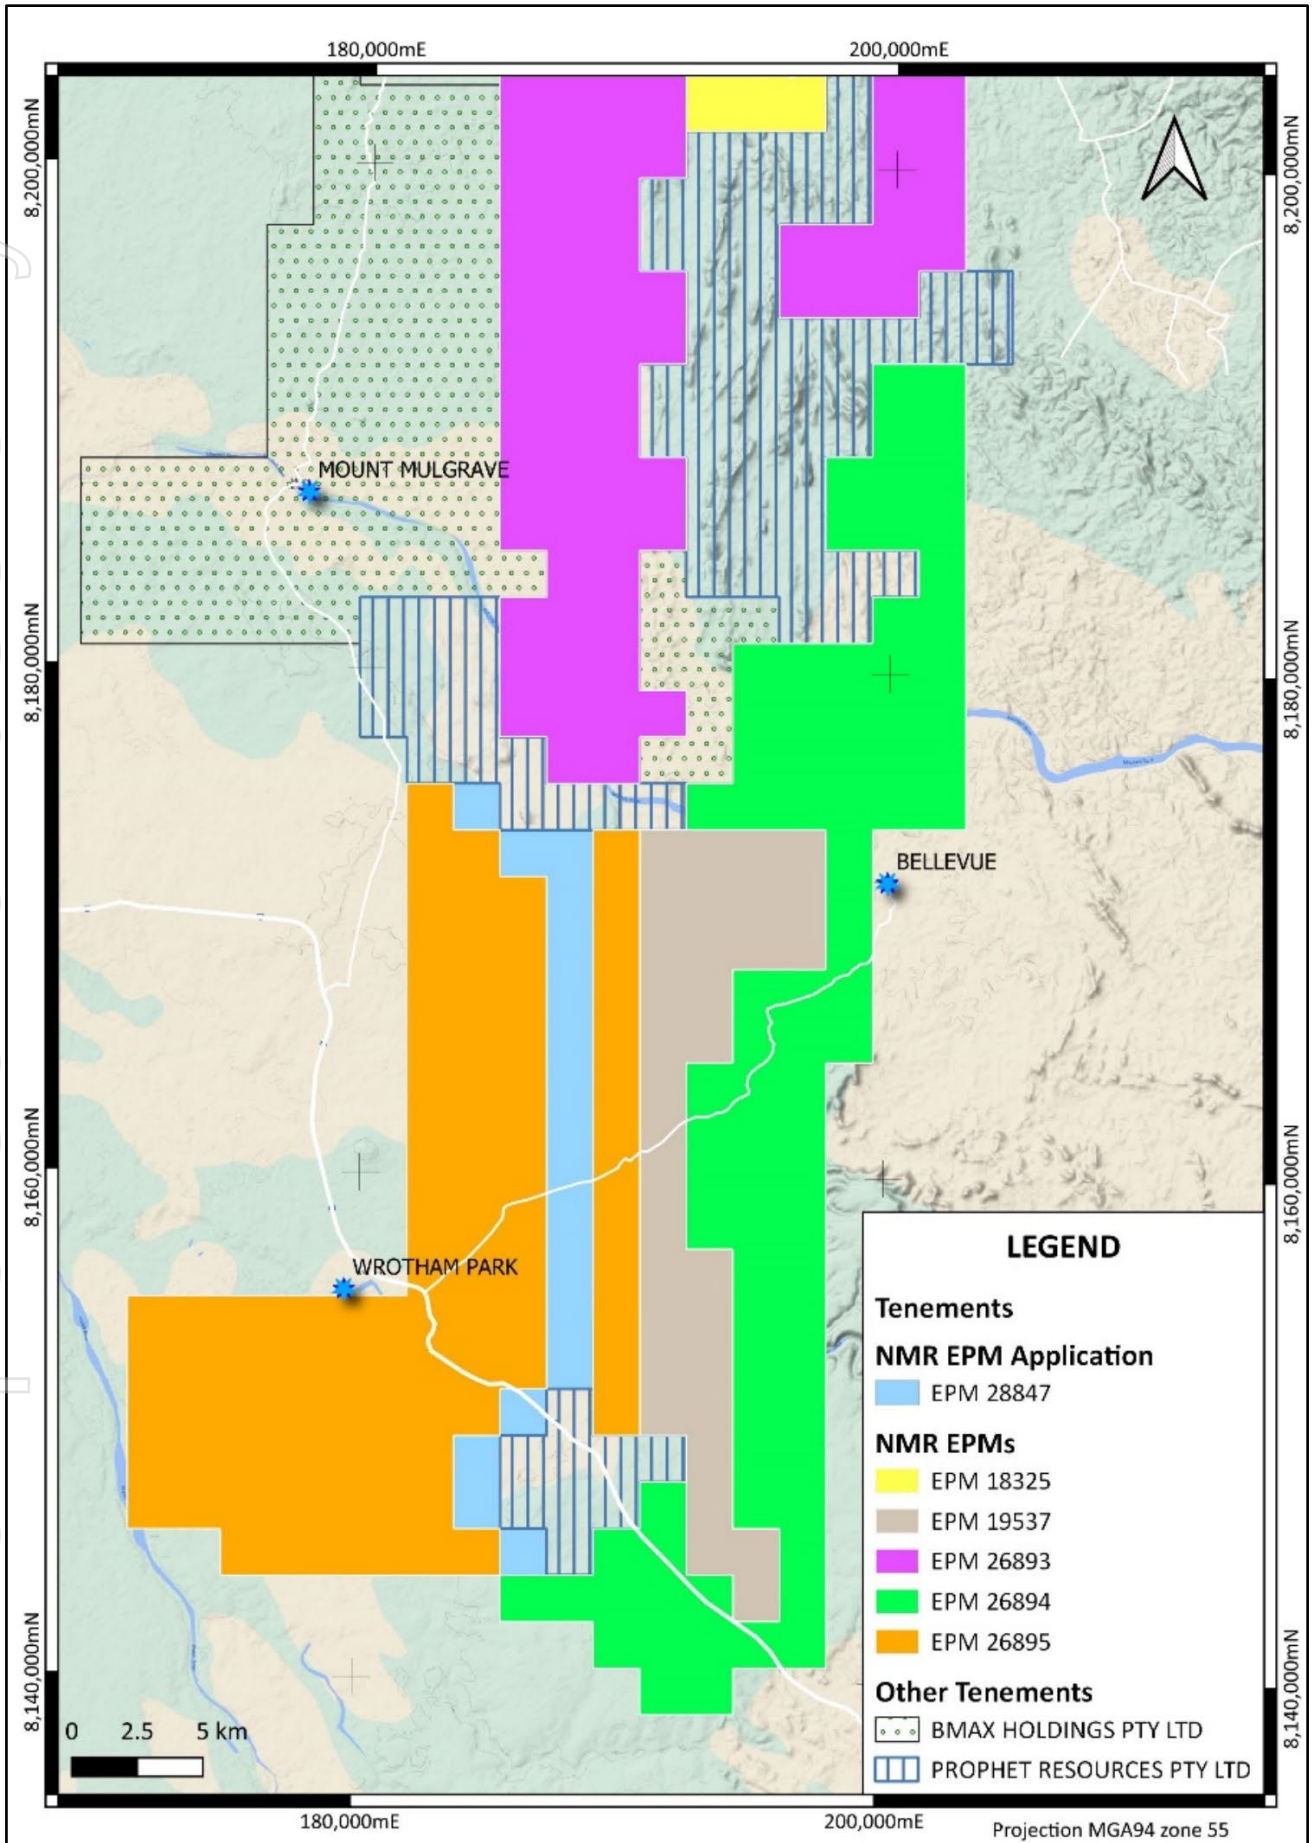 180,000mE
200,000mE
8,200,000mN
8,200,000mN
MOUNT MULGRAVE
8,180,000mN
8,180,000mN
BELLEVUE
8,160,000mN
8,160,000mN
WROTHAM PARK
LEGEND
Tenements
NMR EPM Application
EPM 28847
NMR EPMs
EPM 18325
EPM 19537
EPM 26893
EPM 26894
EPM 26895
Other Tenements
BMAX HOLDINGS PTY LTD
PROPHET RESOURCES PTY LTD
8,140,000mN
8,140,000mN
0 2.5 5 km
180,000mE
200,000mE
Projection MGA94 zone 55